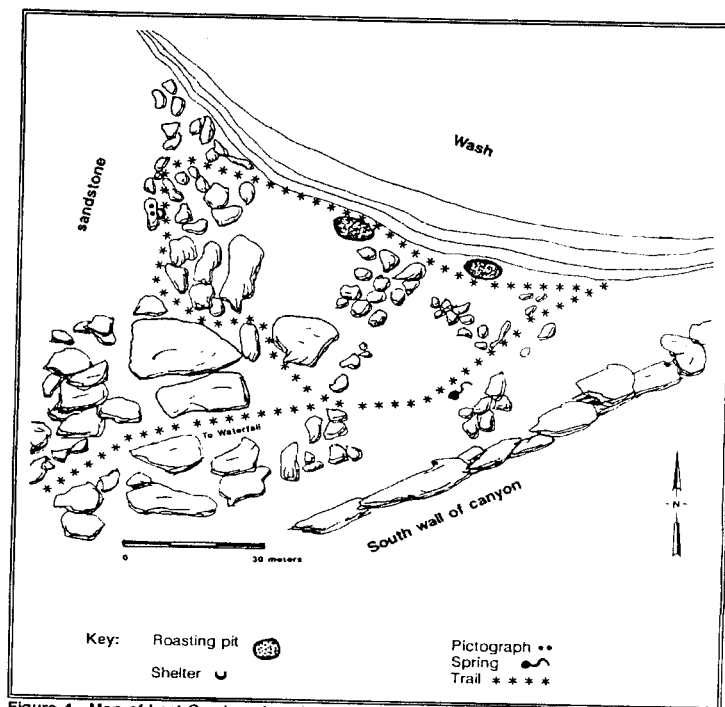 Wash
sandstone
To Waterfall
South wall of canyon
-N-
0 30 meters
Key: Roasting pit
Shelter
Pictograph
Spring
Trail * * * *
Figure 4. Map of Lost